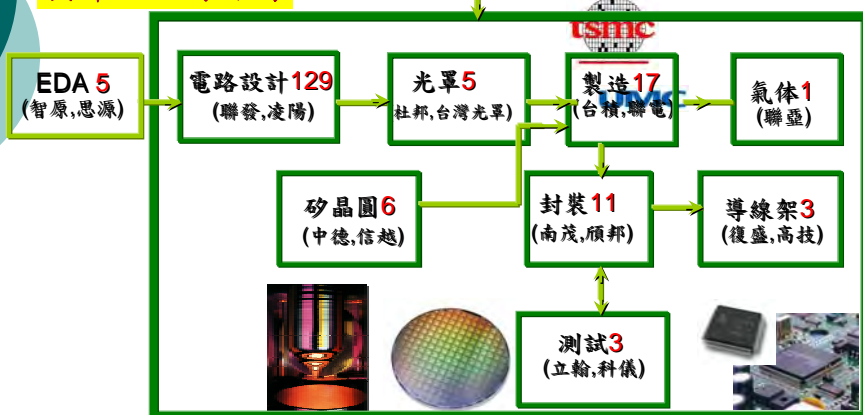 tsmc
EDA 5
(智原,思源)
電路設計129
(聯發,凌陽)
光罩5
杜邦,台灣光罩)
製造17
UMC
(台積,聯電)
氣体1
(聯亞)
矽晶圓6
(中德,信越)
封裝11
(南茂,頎邦)
導線架3
(復盛,高技)
測試3
(立翰,科儀)